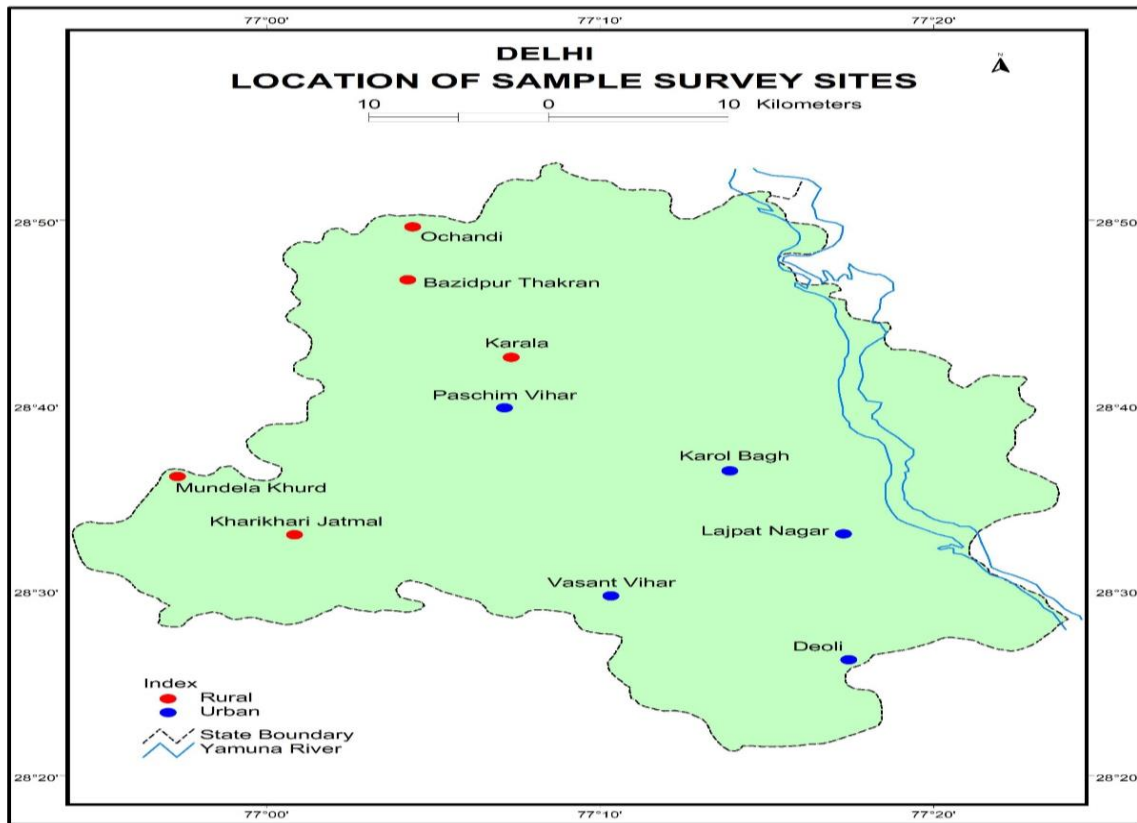 77°00' 77°10' 77°20'
DELHI
N
LOCATION OF SAMPLE SURVEY SITES
10 0 10 Kilometers
28°50' 28°50'
Ochandi
Bazidpur Thakran
Karala
Paschim Vihar
28°40' 28°40'
Karol Bagh
Mundela Khurd
Kharikhari Jatmal
Lajpat Nagar
Vasant Vihar
28°30' 28°30'
Deoli
Index
Rural
Urban
State Boundary
Yamuna River
28°20' 28°20'
77°00' 77°10' 77°20'